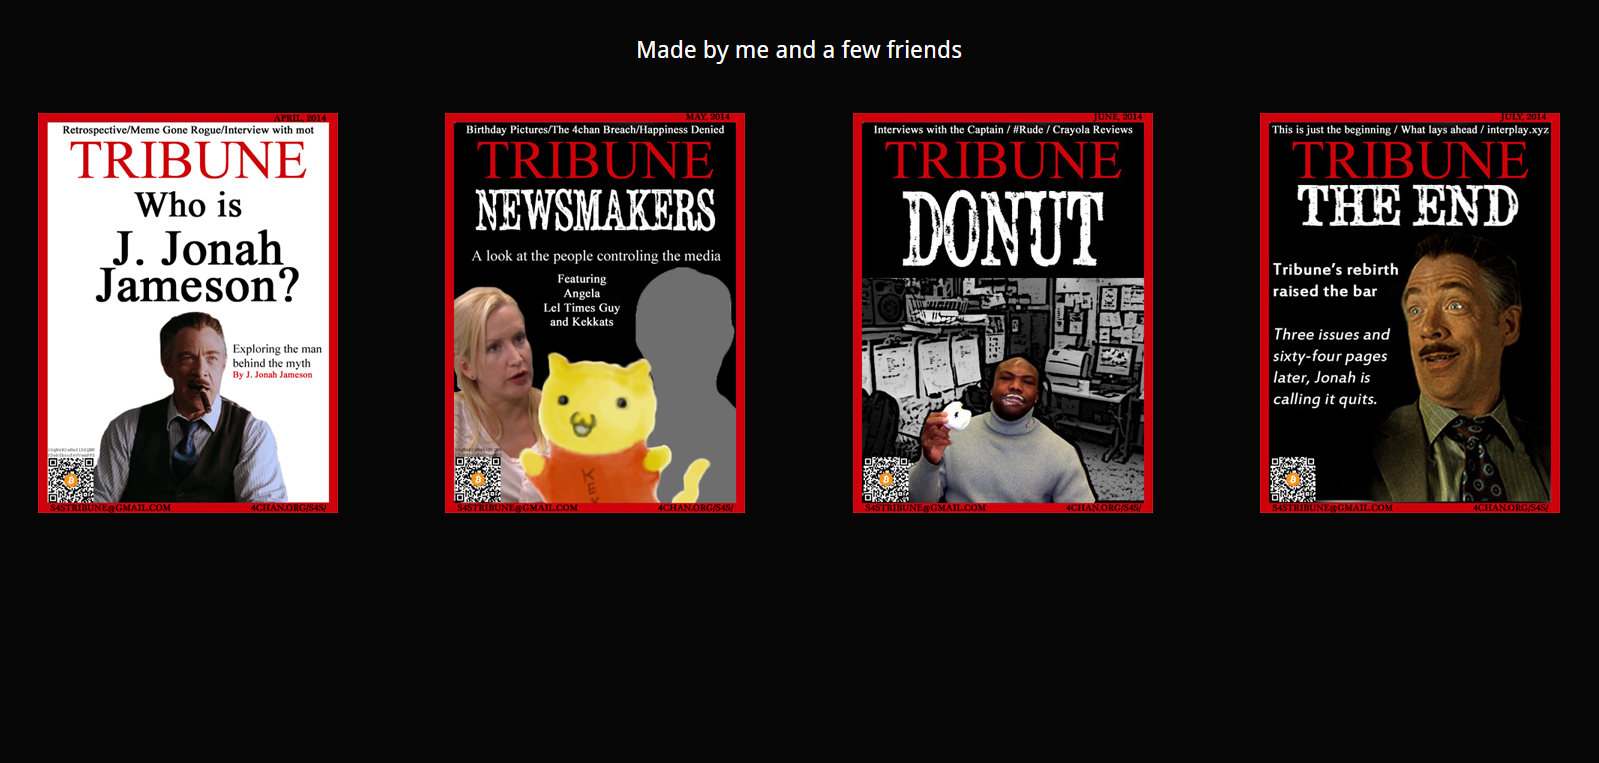 Made by me and a few friends
APRIL, 2014
Retrospective/Meme Gone Rogue/Interview with mot
TRIBUNE
Who is
J. Jonah
Jameson?
Exploring the man
behind the myth
By J. Jonah Jameson
S4STRIBUNE@GMAIL.COM
4CHAN.ORG/S4S/
MAY, 2014
Birthday Pictures/The 4chan Breach/Happiness Denied
TRIBUNE
NEWSMAKERS
A look at the people controling the media
Featuring
Angela
Lel Times Guy
and Kekkats
S4STRIBUNE@GMAIL.COM
4CHAN.ORG/S4S/
JUNE, 2014
Interviews with the Captain / #Rude / Crayola Reviews
TRIBUNE
DONUT
S4STRIBUNE@GMAIL.COM
4CHAN.ORG/S4S/
JULY, 2014
This is just the beginning / What lays ahead / interplay.xyz
TRIBUNE
THE END
Tribune's rebirth
raised the bar
Three issues and
sixty-four pages
later, Jonah is
calling it quits.
S4STRIBUNE@GMAIL.COM
4CHAN.ORG/S4S/